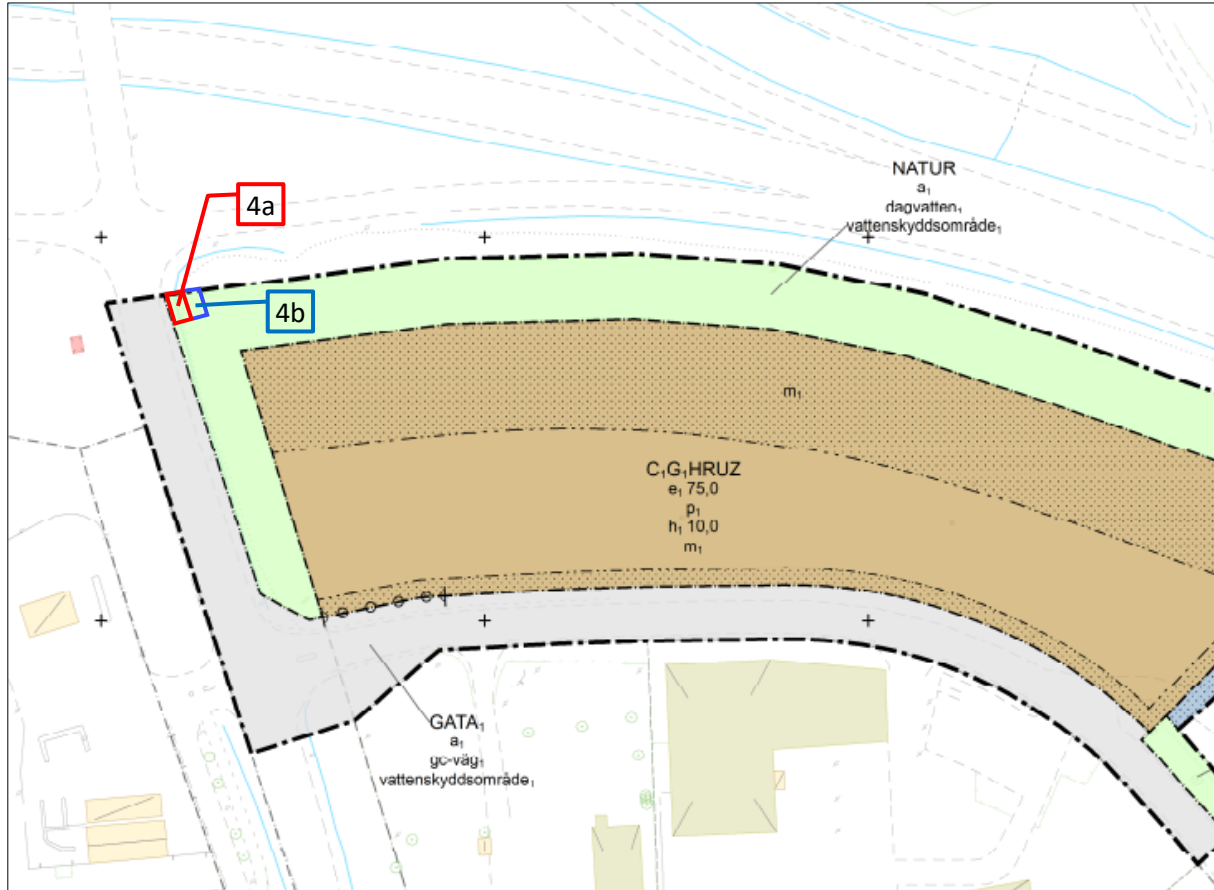 NATUR
a₁
dagvatten₁
vattenskyddsområde₁
4a
4b
m₁
C₁G₁HRUZ
e₁ 75,0
p₁
h₁ 10,0
m₁
GATA₁
a₁
gc-väg₁
vattenskyddsområde₁